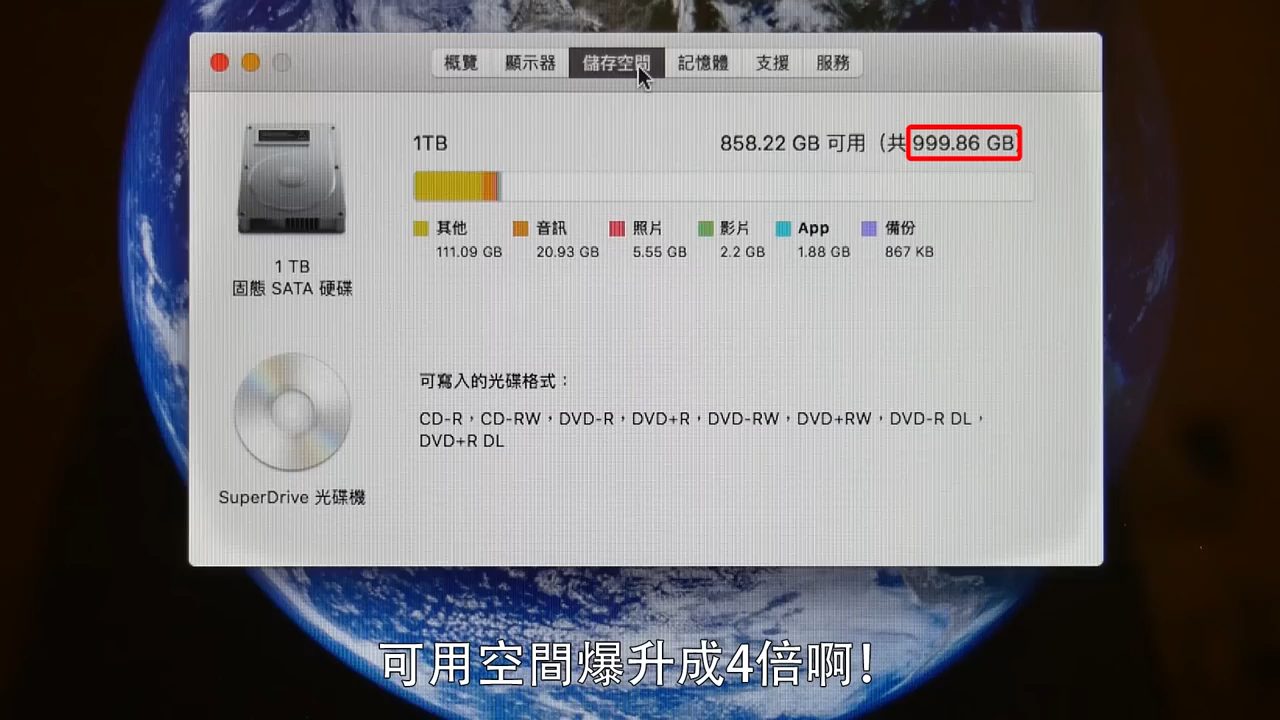 概覽 顯示器 儲存空間 記憶體 支援 服務
1TB
858.22 GB 可用（共 999.86 GB）
其他 音訊 照片 影片 App 備份
111.09 GB 20.93 GB 5.55 GB 2.2 GB 1.88 GB 867 KB
1 TB
固態 SATA 硬碟
可寫入的光碟格式：
CD-R，CD-RW，DVD-R，DVD+R，DVD-RW，DVD+RW，DVD-R DL，
DVD+R DL
SuperDrive 光碟機
可用空間爆升成4倍啊!